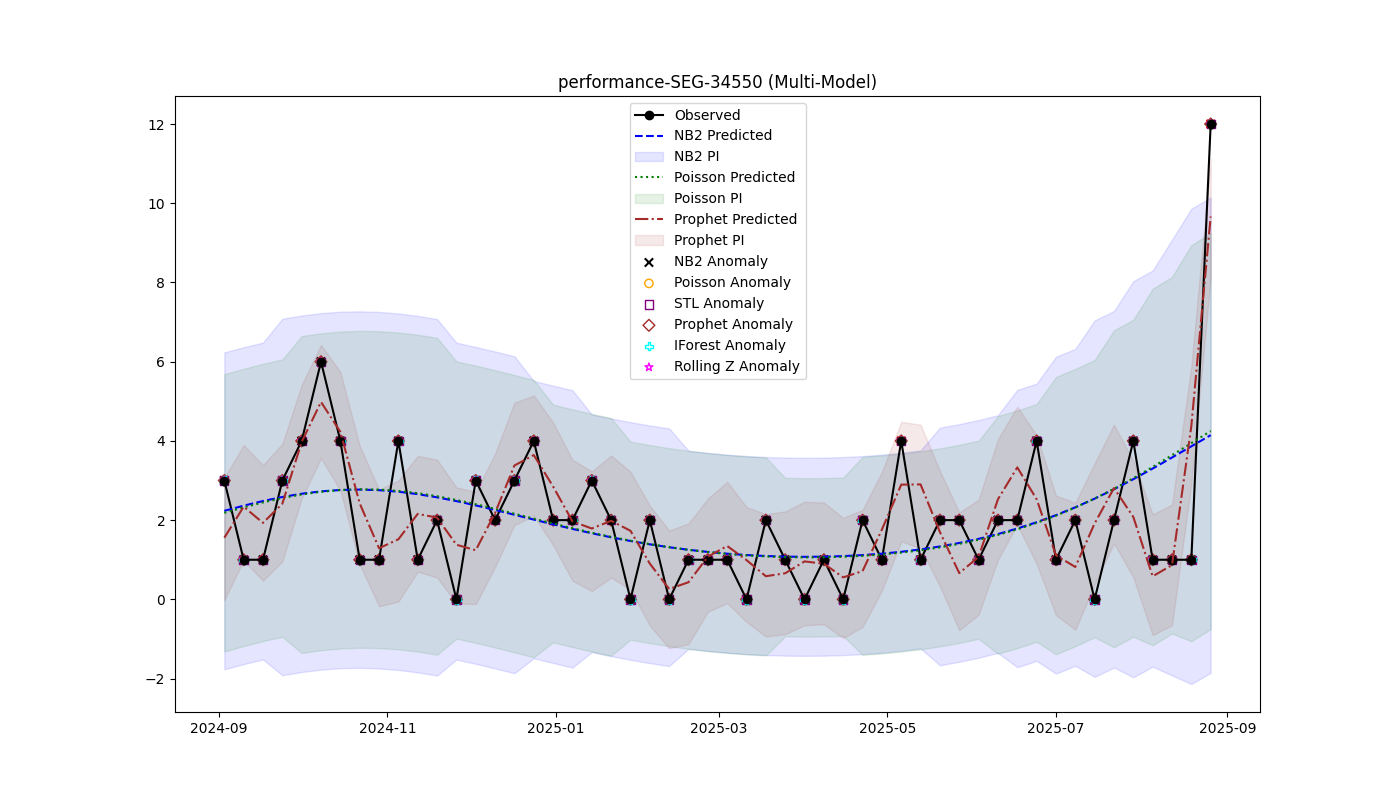 performance-SEG-34550 (Multi-Model)
Observed
NB2 Predicted
NB2 PI
Poisson Predicted
Poisson PI
Prophet Predicted
Prophet PI
NB2 Anomaly
Poisson Anomaly
STL Anomaly
Prophet Anomaly
IForest Anomaly
Rolling Z Anomaly
12
10
8
6
4
2
0
−2
2024-09
2024-11
2025-01
2025-03
2025-05
2025-07
2025-09